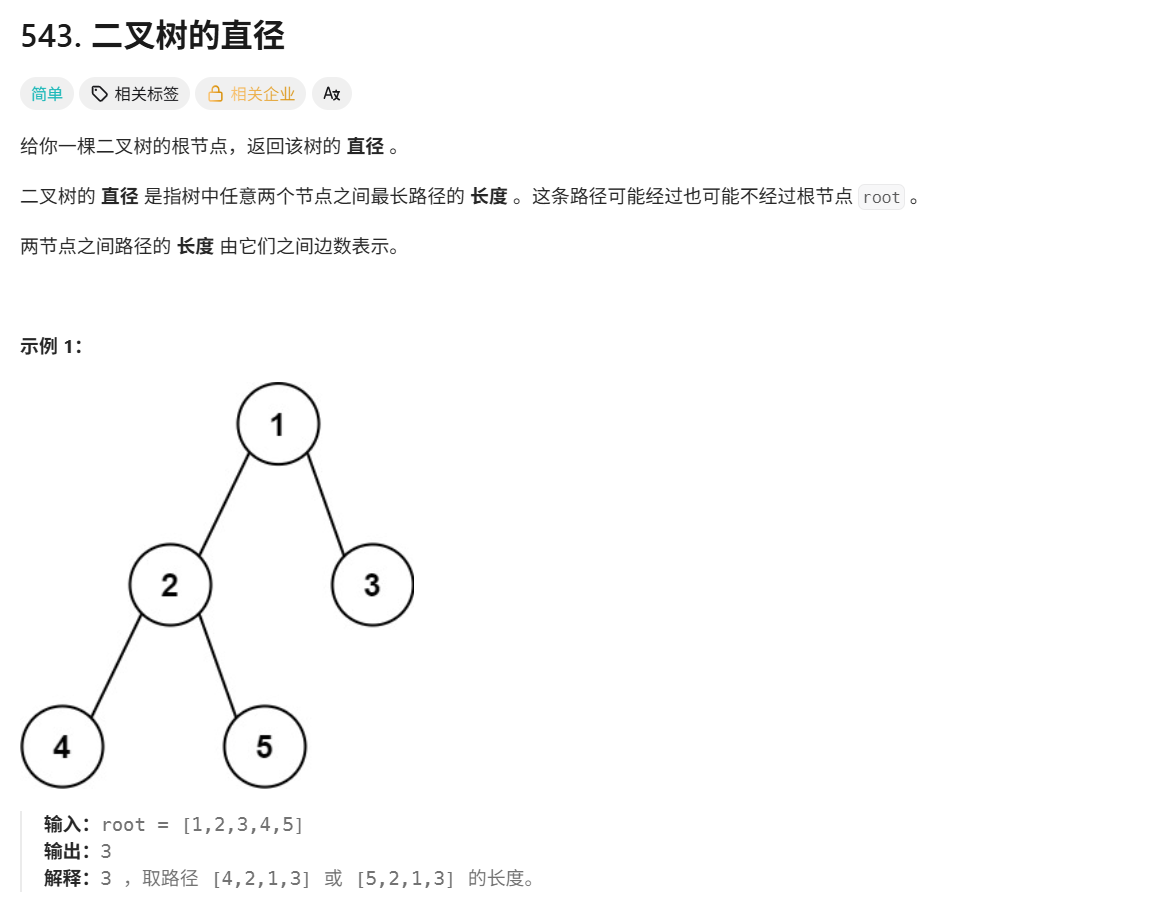 543. 二叉树的直径
简单 相关标签 相关企业 A文
给你一棵二叉树的根节点，返回该树的 直径 。
二叉树的 直径 是指树中任意两个节点之间最长路径的 长度 。这条路径可能经过也可能不经过根节点 root 。
两节点之间路径的 长度 由它们之间边数表示。
示例 1：
1
2 3
4 5
输入：root = [1,2,3,4,5]
输出：3
解释：3 ，取路径 [4,2,1,3] 或 [5,2,1,3] 的长度。